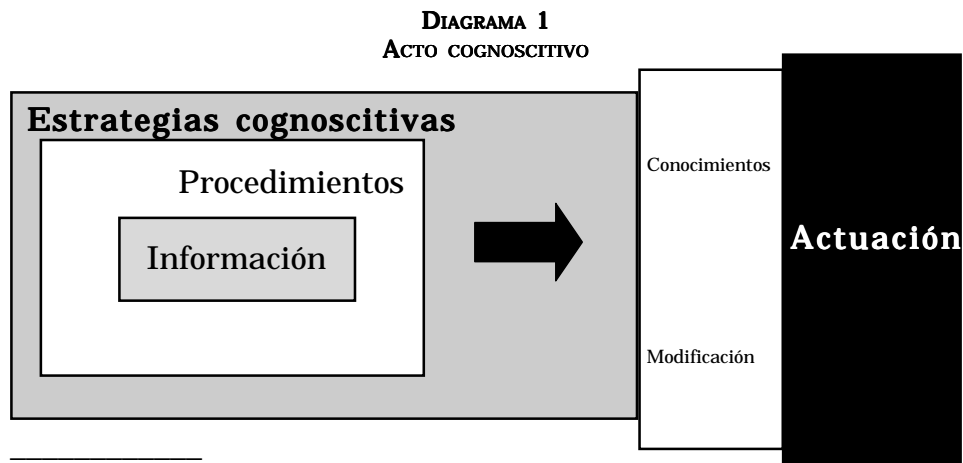 DIAGRAMA 1
ACTO COGNOSCITIVO
Estrategias cognoscitivas
Procedimientos
Información
Conocimientos
Actuación
Modificación